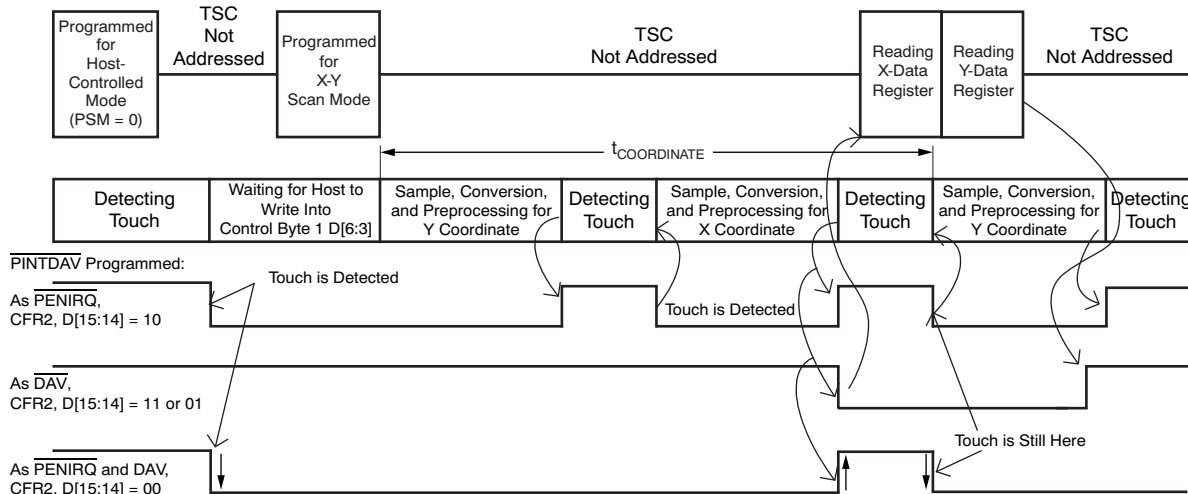 Programmed
for
Host-
Controlled
Mode
(PSM = 0)
TSC
Not
Addressed
Programmed
for
X-Y
Scan Mode
TSC
Not Addressed
Reading
X-Data
Register
Reading
Y-Data
Register
TSC
Not Addressed
tCOORDINATE
Detecting
Touch
Waiting for Host to
Write Into
Control Byte 1 D[6:3]
Sample, Conversion,
and Preprocessing for
Y Coordinate
Detecting
Touch
Sample, Conversion,
and Preprocessing for
X Coordinate
Detecting
Touch
Sample, Conversion,
and Preprocessing for
Y Coordinate
Detecting
Touch
PINTDAV Programmed:
Touch is Detected
As PENIRQ,
CFR2, D[15:14] = 10
Touch is Detected
As DAV,
CFR2, D[15:14] = 11 or 01
Touch is Still Here
As PENIRQ and DAV,
CFR2, D[15:14] = 00